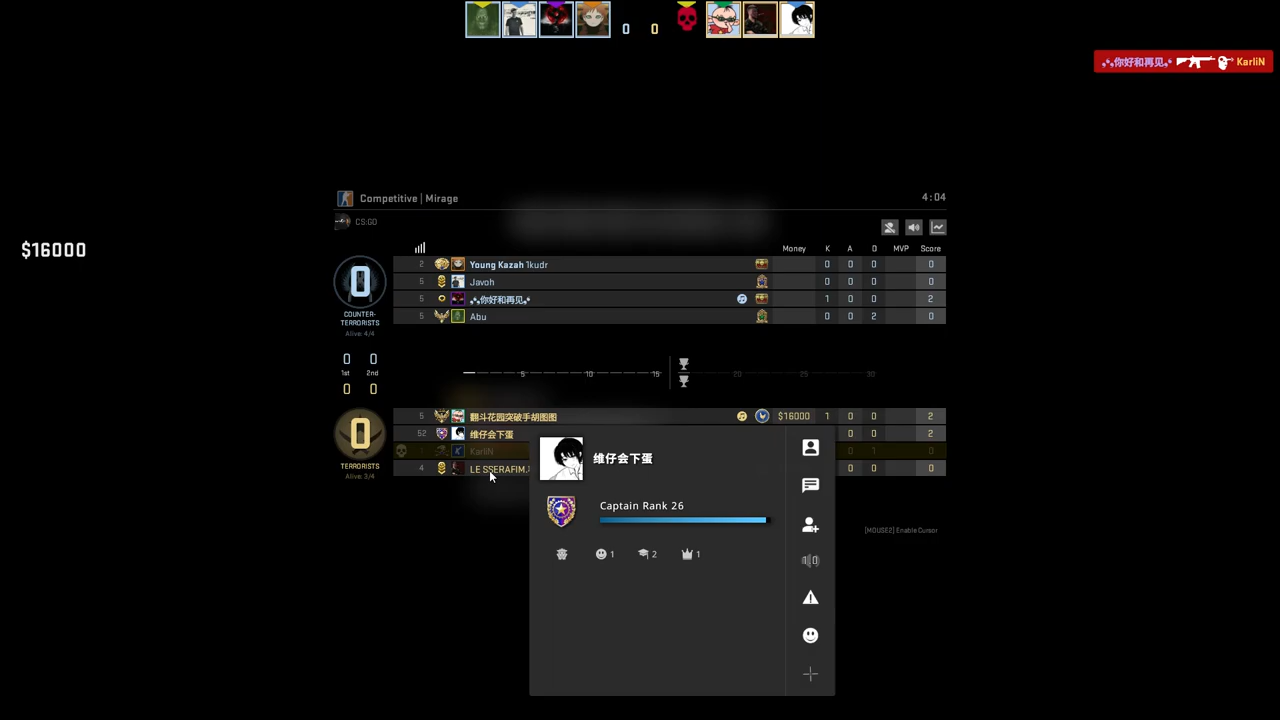 0 0
꧁你好和再见꧂ KarliN
Competitive | Mirage 4:04
CS:GO
$16000
Money K A D MVP Score
2 Young Kazah 1kudr 0 0 0 0
5 Javoh 0 0 0 0
5 你好和再见 1 0 0 2
5 Abu 0 0 2 0
0
COUNTER-
TERRORISTS
Alive: 4/4
0 0
1st 2nd
0 0
5 10 15 20 25 30
0
TERRORISTS
Alive: 3/4
5 翻斗花园突破手胡图图 $16000 1 0 0 2
52 维仔会下蛋 0 0 2
KarliN 0 1 0
4 LE SSERAFIM 0 0 0
维仔会下蛋
Captain Rank 26
1 2 1
[MOUSE2] Enable Cursor